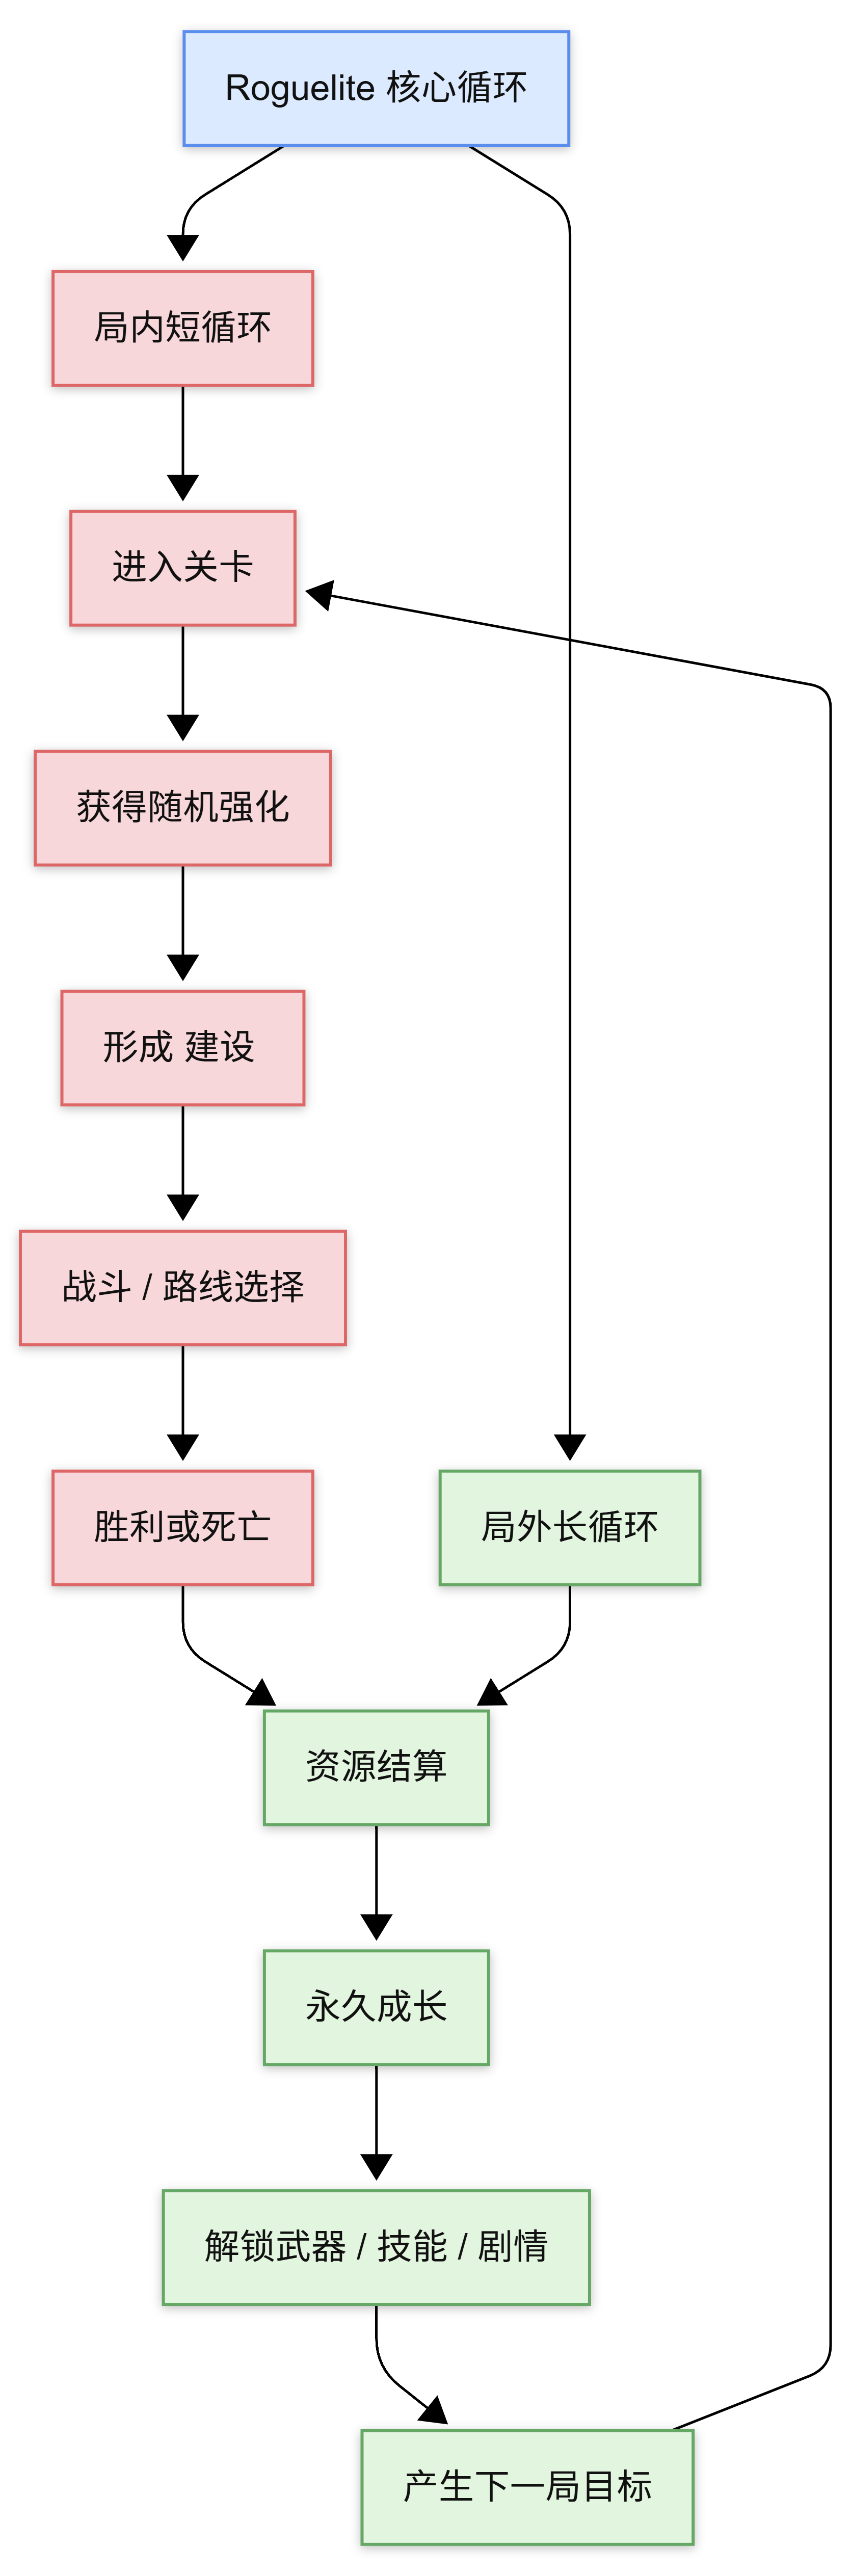 Roguelite 核心循环
局内短循环
进入关卡
获得随机强化
形成 建设
战斗 / 路线选择
胜利或死亡
局外长循环
资源结算
永久成长
解锁武器 / 技能 / 剧情
产生下一局目标